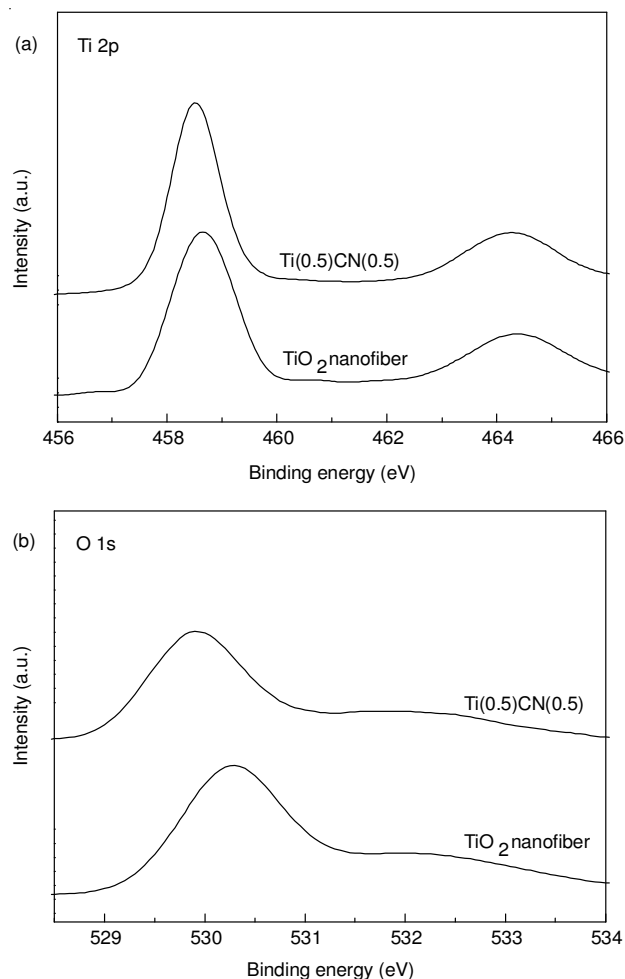 (a)
Ti 2p
Intensity (a.u.)
Ti(0.5)CN(0.5)
TiO2 nanofiber
456 458 460 462 464 466
Binding energy (eV)
(b)
O 1s
Intensity (a.u.)
Ti(0.5)CN(0.5)
TiO2 nanofiber
529 530 531 532 533 534
Binding energy (eV)